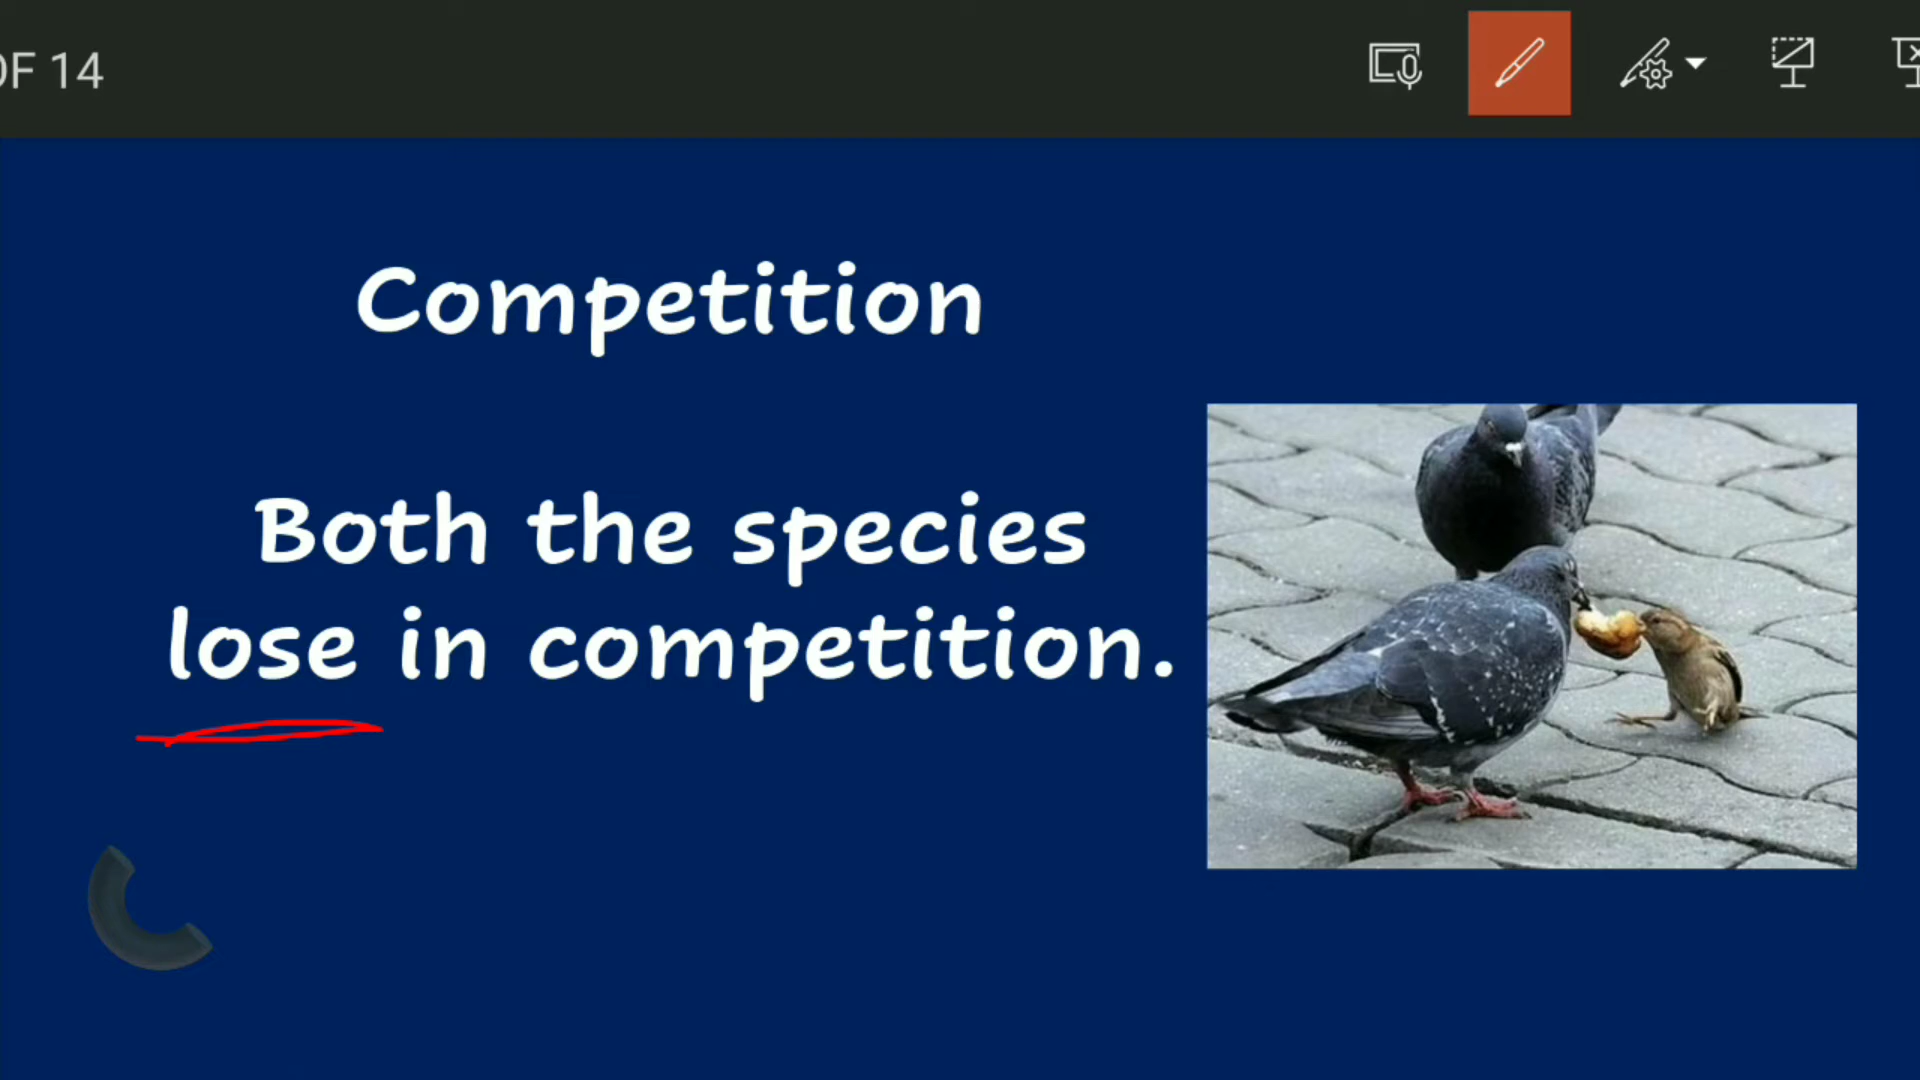 OF 14
Competition
Both the species
lose in competition.